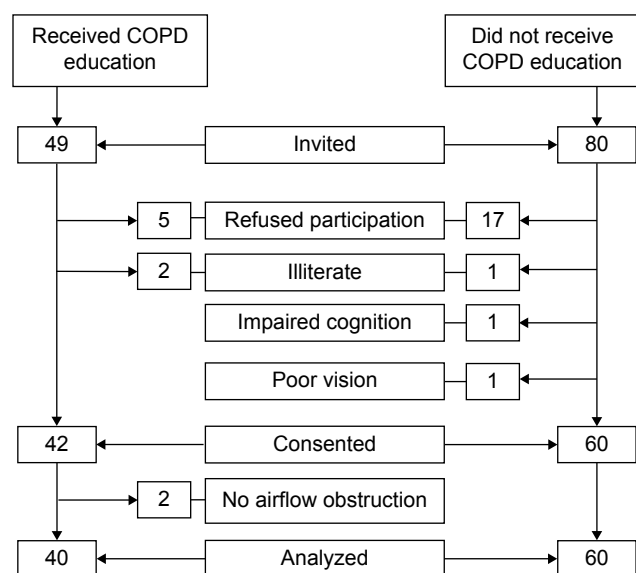 Received COPD
education
Did not receive
COPD education
49
Invited
80
5
Refused participation
17
2
Illiterate
1
Impaired cognition
1
Poor vision
1
42
Consented
60
2
No airflow obstruction
40
Analyzed
60